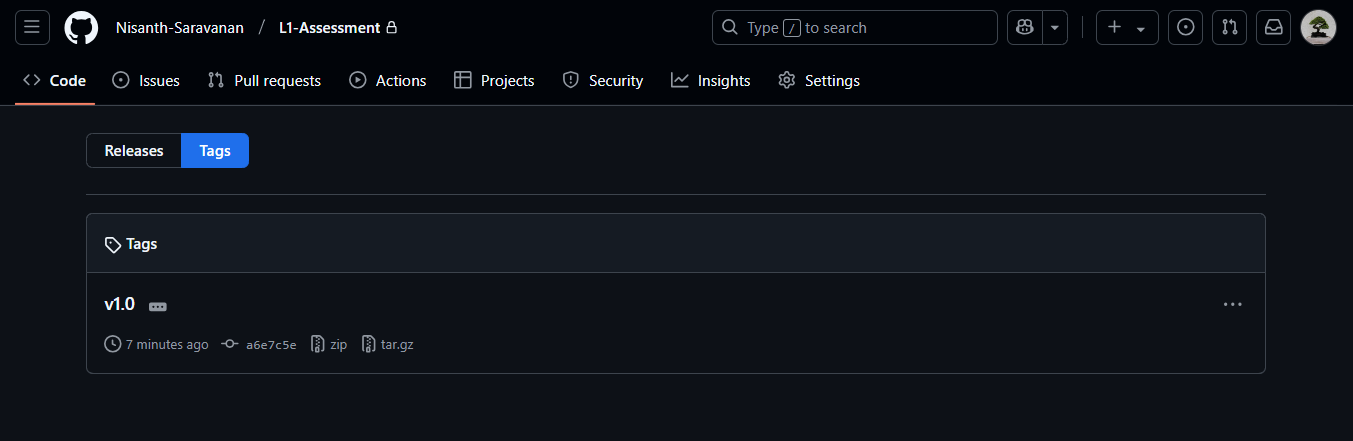 Nisanth-Saravanan / L1-Assessment
Type / to search
Code Issues Pull requests Actions Projects Security Insights Settings
Releases Tags
Tags
v1.0
7 minutes ago a6e7c5e zip tar.gz